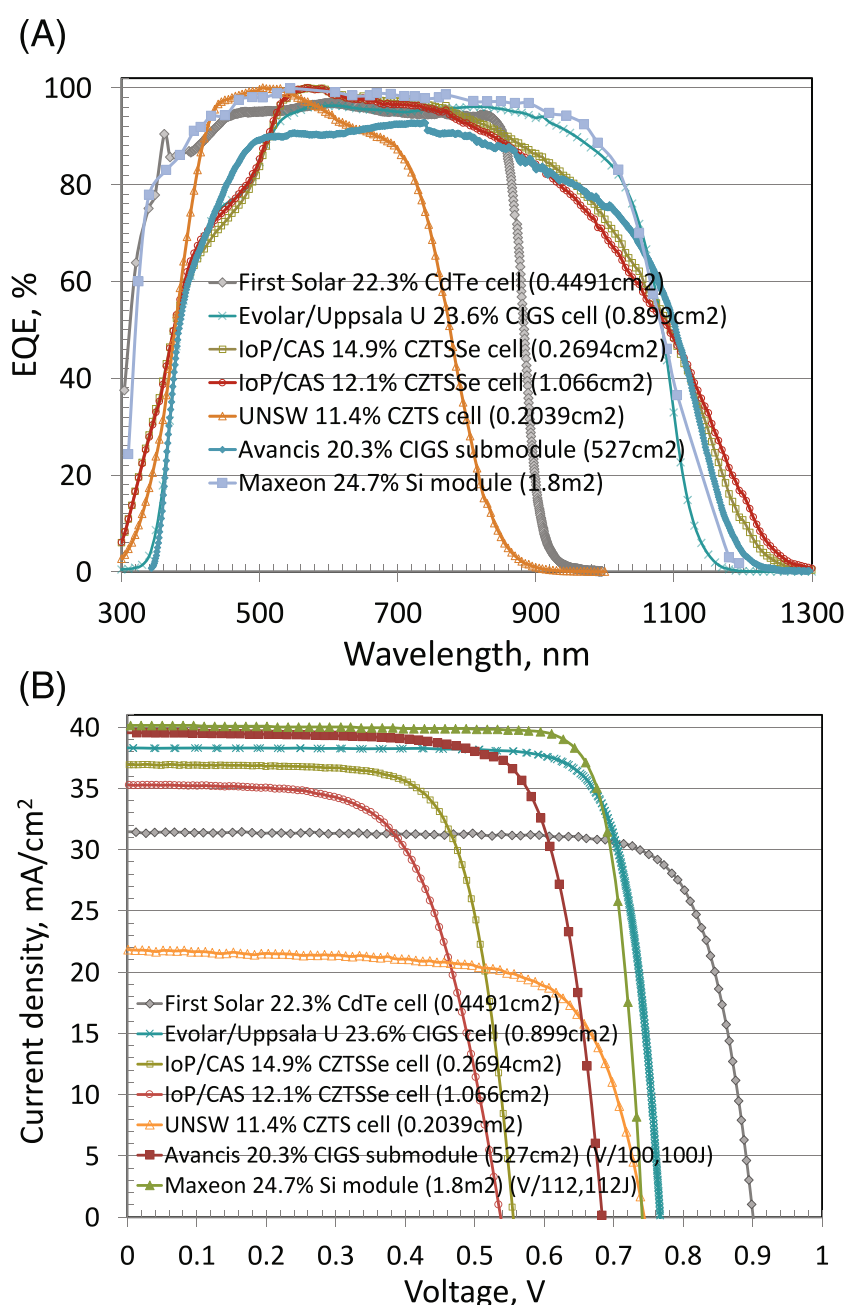 (A)
100
80
60
40
20
0
EQE, %
First Solar 22.3% CdTe cell (0.4491cm2)
Evolar/Uppsala U 23.6% CIGS cell (0.899cm2)
IoP/CAS 14.9% CZTSSe cell (0.2694cm2)
IoP/CAS 12.1% CZTSSe cell (1.066cm2)
UNSW 11.4% CZTS cell (0.2039cm2)
Avancis 20.3% CIGS submodule (527cm2)
Maxeon 24.7% Si module (1.8m2)
300 500 700 900 1100 1300
Wavelength, nm
(B)
40
35
30
25
20
15
10
5
0
Current density, mA/cm²
First Solar 22.3% CdTe cell (0.4491cm2)
Evolar/Uppsala U 23.6% CIGS cell (0.899cm2)
IoP/CAS 14.9% CZTSSe cell (0.2694cm2)
IoP/CAS 12.1% CZTSSe cell (1.066cm2)
UNSW 11.4% CZTS cell (0.2039cm2)
Avancis 20.3% CIGS submodule (527cm2) (V/100,100J)
Maxeon 24.7% Si module (1.8m2) (V/112,112J)
0 0.1 0.2 0.3 0.4 0.5 0.6 0.7 0.8 0.9 1
Voltage, V